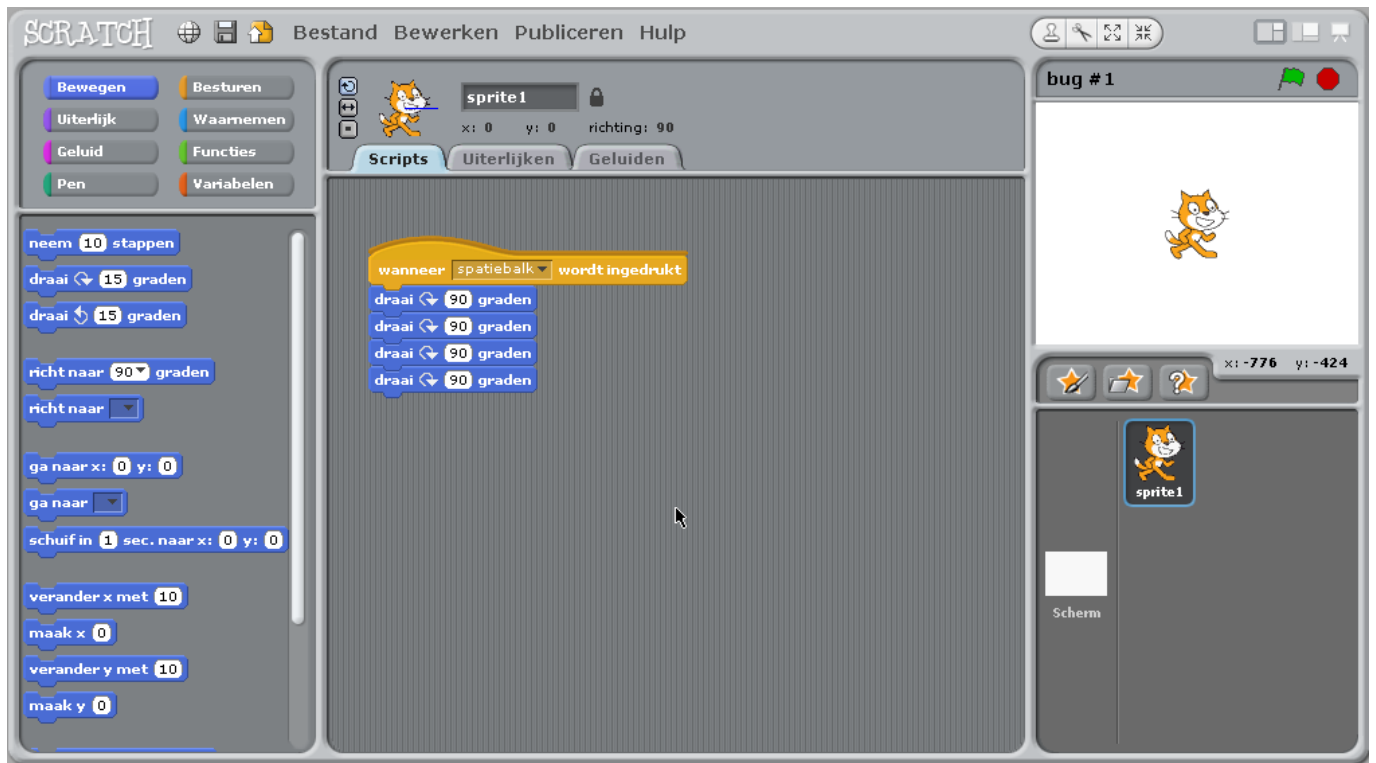 SCRATCH Bestand Bewerken Publiceren Hulp
Bewegen Besturen
Uiterlijk Waarnemen
Geluid Functies
Pen Variabelen
neem 10 stappen
draai 15 graden
draai 15 graden
richt naar 90 graden
richt naar
ga naar x: 0 y: 0
ga naar
schuif in 1 sec. naar x: 0 y: 0
verander x met 10
maak x 0
verander y met 10
maak y 0
sprite1
x: 0 y: 0 richting: 90
Scripts Uiterlijken Geluiden
wanneer spatiebalk wordt ingedrukt
draai 90 graden
draai 90 graden
draai 90 graden
draai 90 graden
bug #1
x: -776 y: -424
sprite1
Scherm